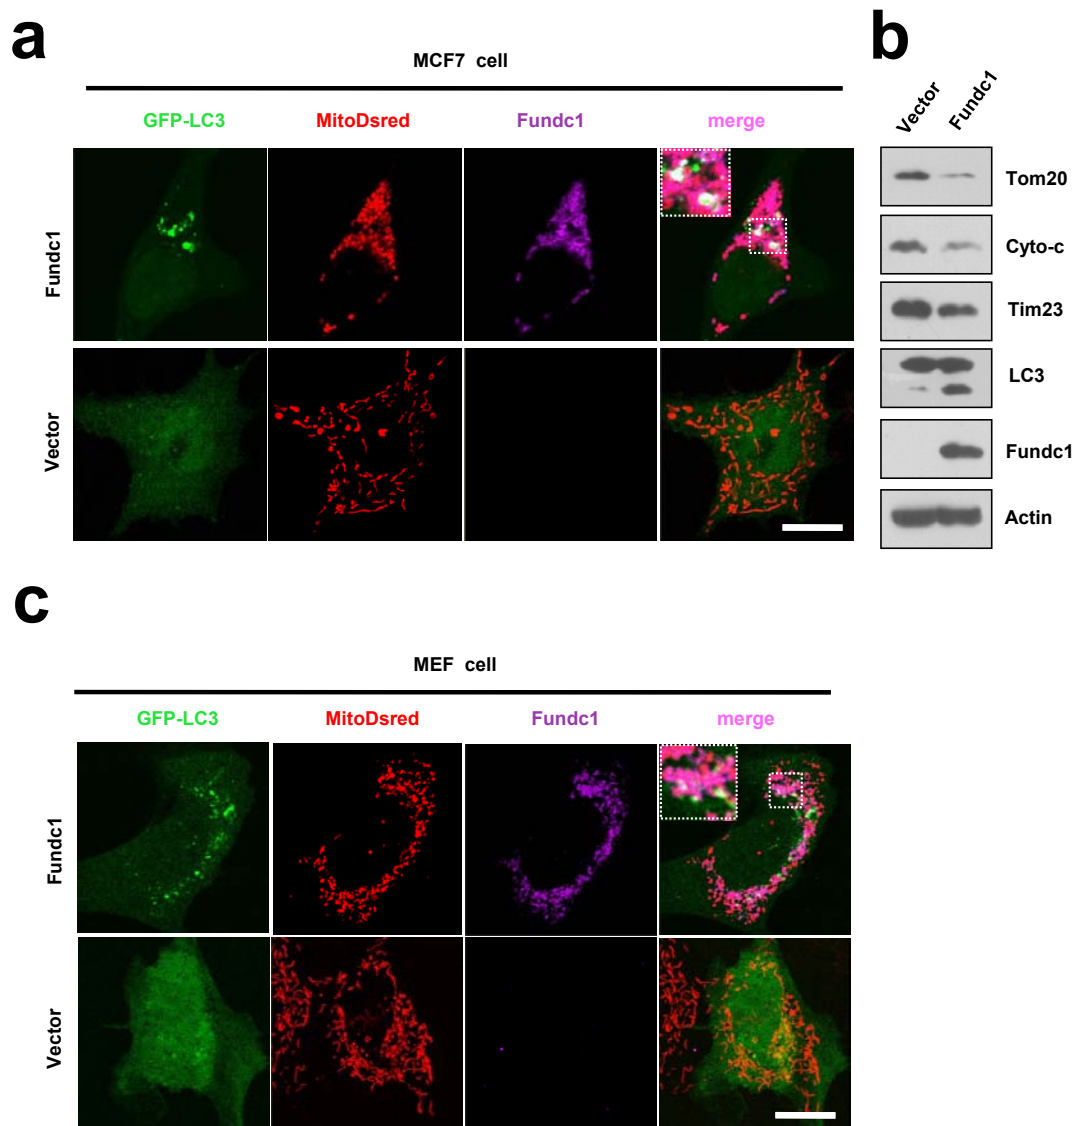 a
MCF7 cell
GFP-LC3 MitoDsred Fundc1 merge
Fundc1
Vector
b
Vector Fundc1
Tom20
Cyto-c
Tim23
LC3
Fundc1
Actin
c
MEF cell
GFP-LC3 MitoDsred Fundc1 merge
Fundc1
Vector